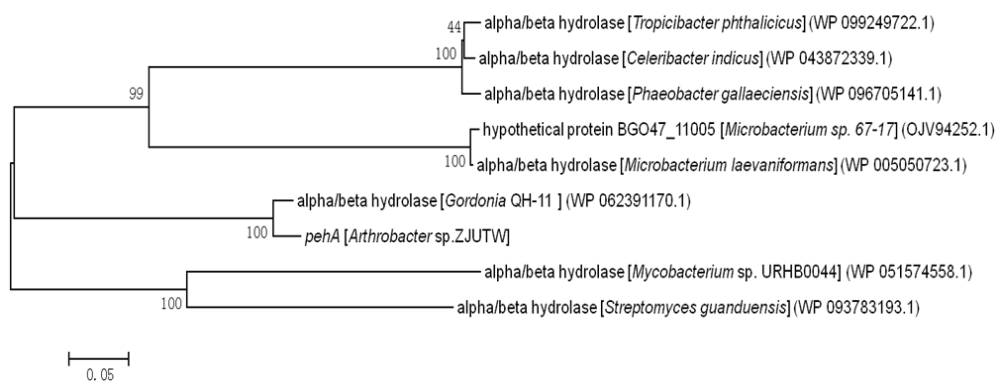 44
alpha/beta hydrolase [Tropicibacter phthalicicus] (WP 099249722.1)
100
alpha/beta hydrolase [Celeribacter indicus] (WP 043872339.1)
99
alpha/beta hydrolase [Phaeobacter gallaeciensis] (WP 096705141.1)
hypothetical protein BGO47_11005 [Microbacterium sp. 67-17] (OJV94252.1)
100
alpha/beta hydrolase [Microbacterium laevaniformans] (WP 005050723.1)
alpha/beta hydrolase [Gordonia QH-11 ] (WP 062391170.1)
100
pehA [Arthrobacter sp.ZJUTW]
alpha/beta hydrolase [Mycobacterium sp. URHB0044] (WP 051574558.1)
100
alpha/beta hydrolase [Streptomyces guanduensis] (WP 093783193.1)
0.05